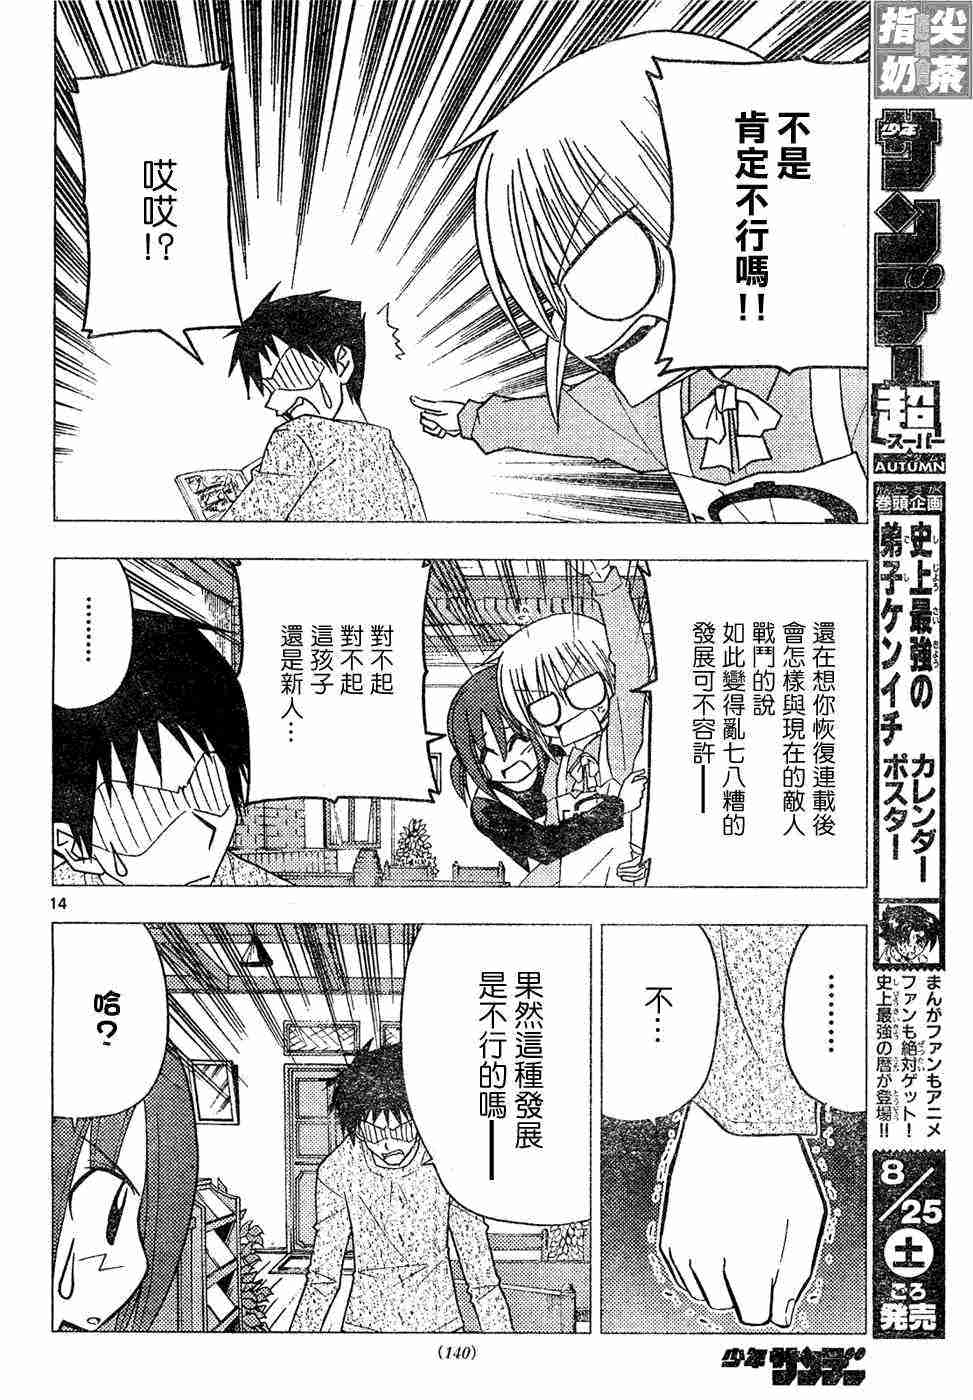 不是
肯定不行嗎!!
哎
哎
!?
還在想你恢復連載後
會怎樣與現在的敵人
戰鬥的說
如此變得亂七八糟的
發展可不容許——
對不起
對不起
這孩子
還是新
人…
………
14
………
不…
果然這種發展
是不行的嗎——
哈?
(140)
少年サンデー
指尖
奶茶
少年
サンデー
超
スーパー
AUTUMN
巻頭企画
史上最強の
弟子ケンイチ
カレンダー
ポスター
まんがファンもアニメ
ファンも絶対ゲット!
史上最強の暦が登場!!
8/25
土
ごろ
発売